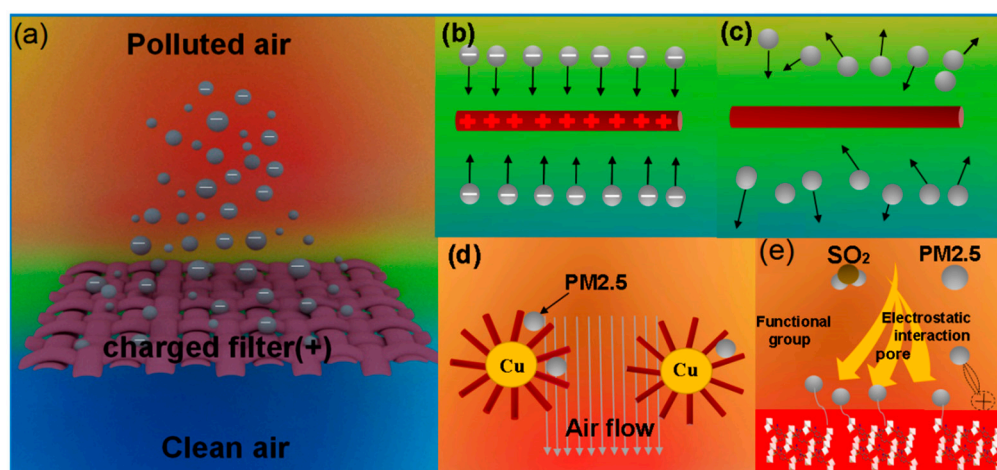 (a)
Polluted air
charged filter(+)
Clean air
(b)
(c)
(d)
PM2.5
Cu
Cu
Air flow
(e)
SO₂
PM2.5
Functional
group
Electrostatic
interaction
pore